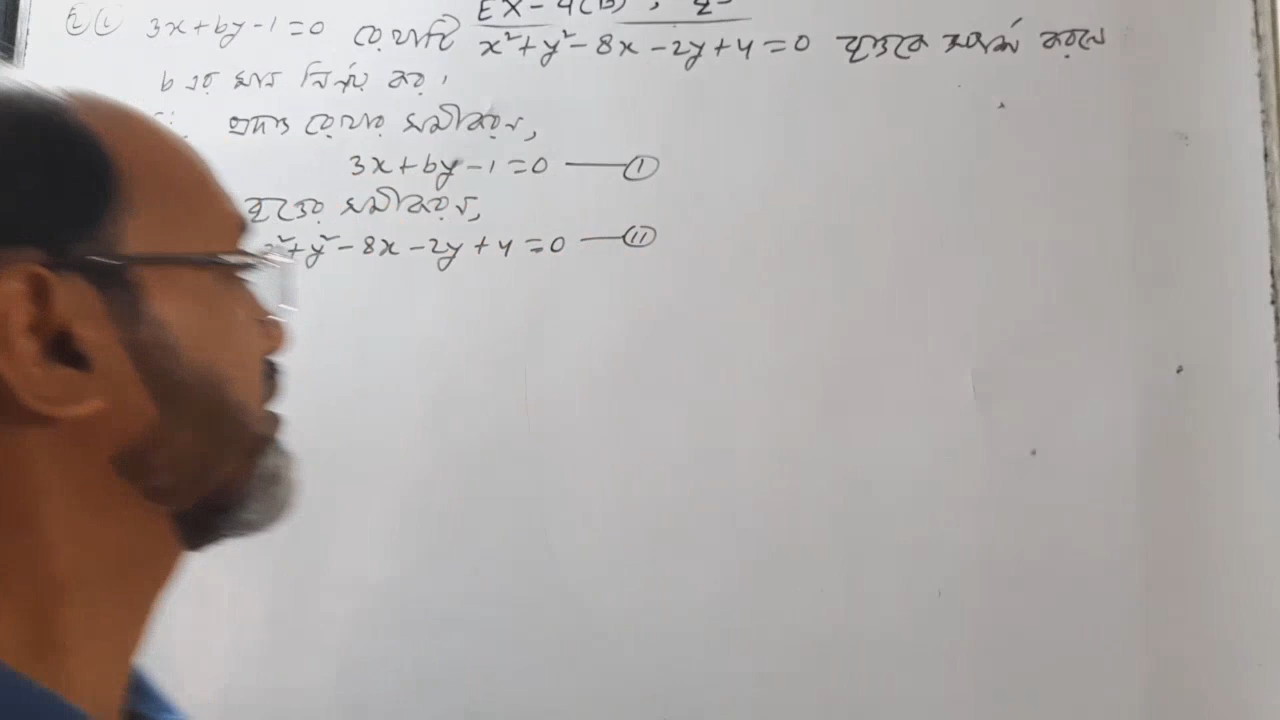 EX-4(B),
3x+by-1=0 রেখাটি x²+y²-8x-2y+4=0 বৃত্তকে স্পর্শ করলে
b এর মান নির্ণয় কর।
প্রদত্ত রেখার সমীকরণ,
3x+by-1=0 ——(I)
বৃত্তের সমীকরণ,
²+y²-8x-2y+4=0 ——(II)